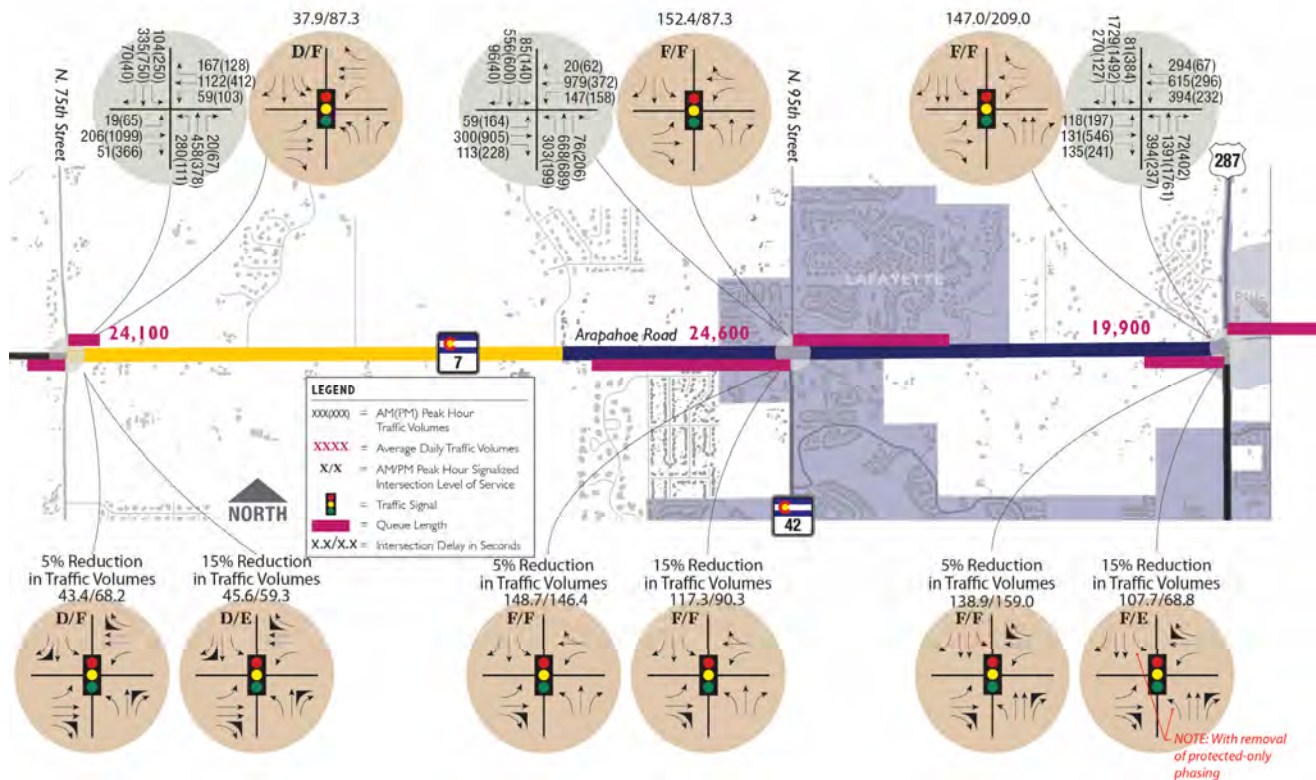 37.9/87.3
152.4/87.3
147.0/209.0
104(250)
335(750)
70(40)
167(128)
1122(412)
59(103)
19(65)
206(1099)
51(366)
280(111)
458(378)
20(67)
D/F
N. 75th Street
85(140)
556(600)
96(40)
20(62)
979(372)
147(158)
59(164)
300(905)
113(228)
303(199)
668(689)
76(206)
F/F
N. 95th Street
F/F
81(384)
1729(1492)
270(127)
294(67)
615(296)
394(232)
118(197)
131(546)
135(241)
394(237)
1391(1761)
72(402)
287
LAFAYETTE
24,100
Arapahoe Road
24,600
19,900
7
LEGEND
XXX(XXX) = AM(PM) Peak Hour
Traffic Volumes
XXXX = Average Daily Traffic Volumes
X/X = AM/PM Peak Hour Signalized
Intersection Level of Service
= Traffic Signal
= Queue Length
X.X/X.X = Intersection Delay in Seconds
NORTH
42
5% Reduction
in Traffic Volumes
43.4/68.2
D/F
15% Reduction
in Traffic Volumes
45.6/59.3
D/E
5% Reduction
in Traffic Volumes
148.7/146.4
F/F
15% Reduction
in Traffic Volumes
117.3/90.3
F/F
5% Reduction
in Traffic Volumes
138.9/159.0
F/F
15% Reduction
in Traffic Volumes
107.7/68.8
F/E
NOTE: With removal
of protected-only
phasing